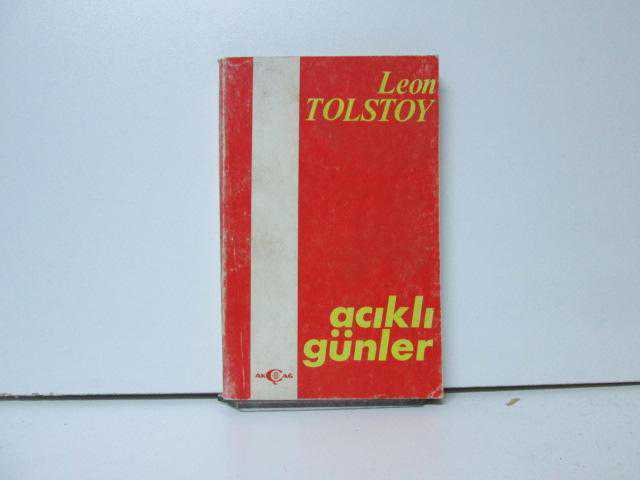 Leon
TOLSTOY
acıklı
günler
AKÇAĞ